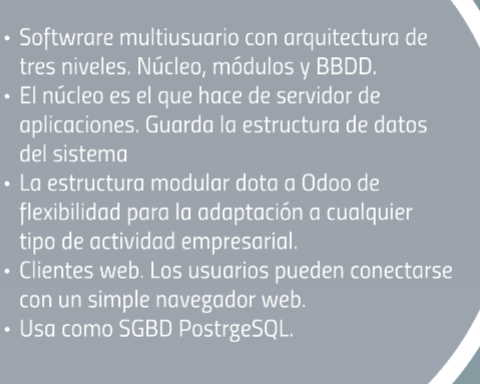 • Softwrare multiusuario con arquitectura de
tres niveles. Núcleo, módulos y BBDD.
• El núcleo es el que hace de servidor de
aplicaciones. Guarda la estructura de datos
del sistema
• La estructura modular dota a Odoo de
flexibilidad para la adaptación a cualquier
tipo de actividad empresarial.
• Clientes web. Los usuarios pueden conectarse
con un simple navegador web.
• Usa como SGBD PostrgeSQL.